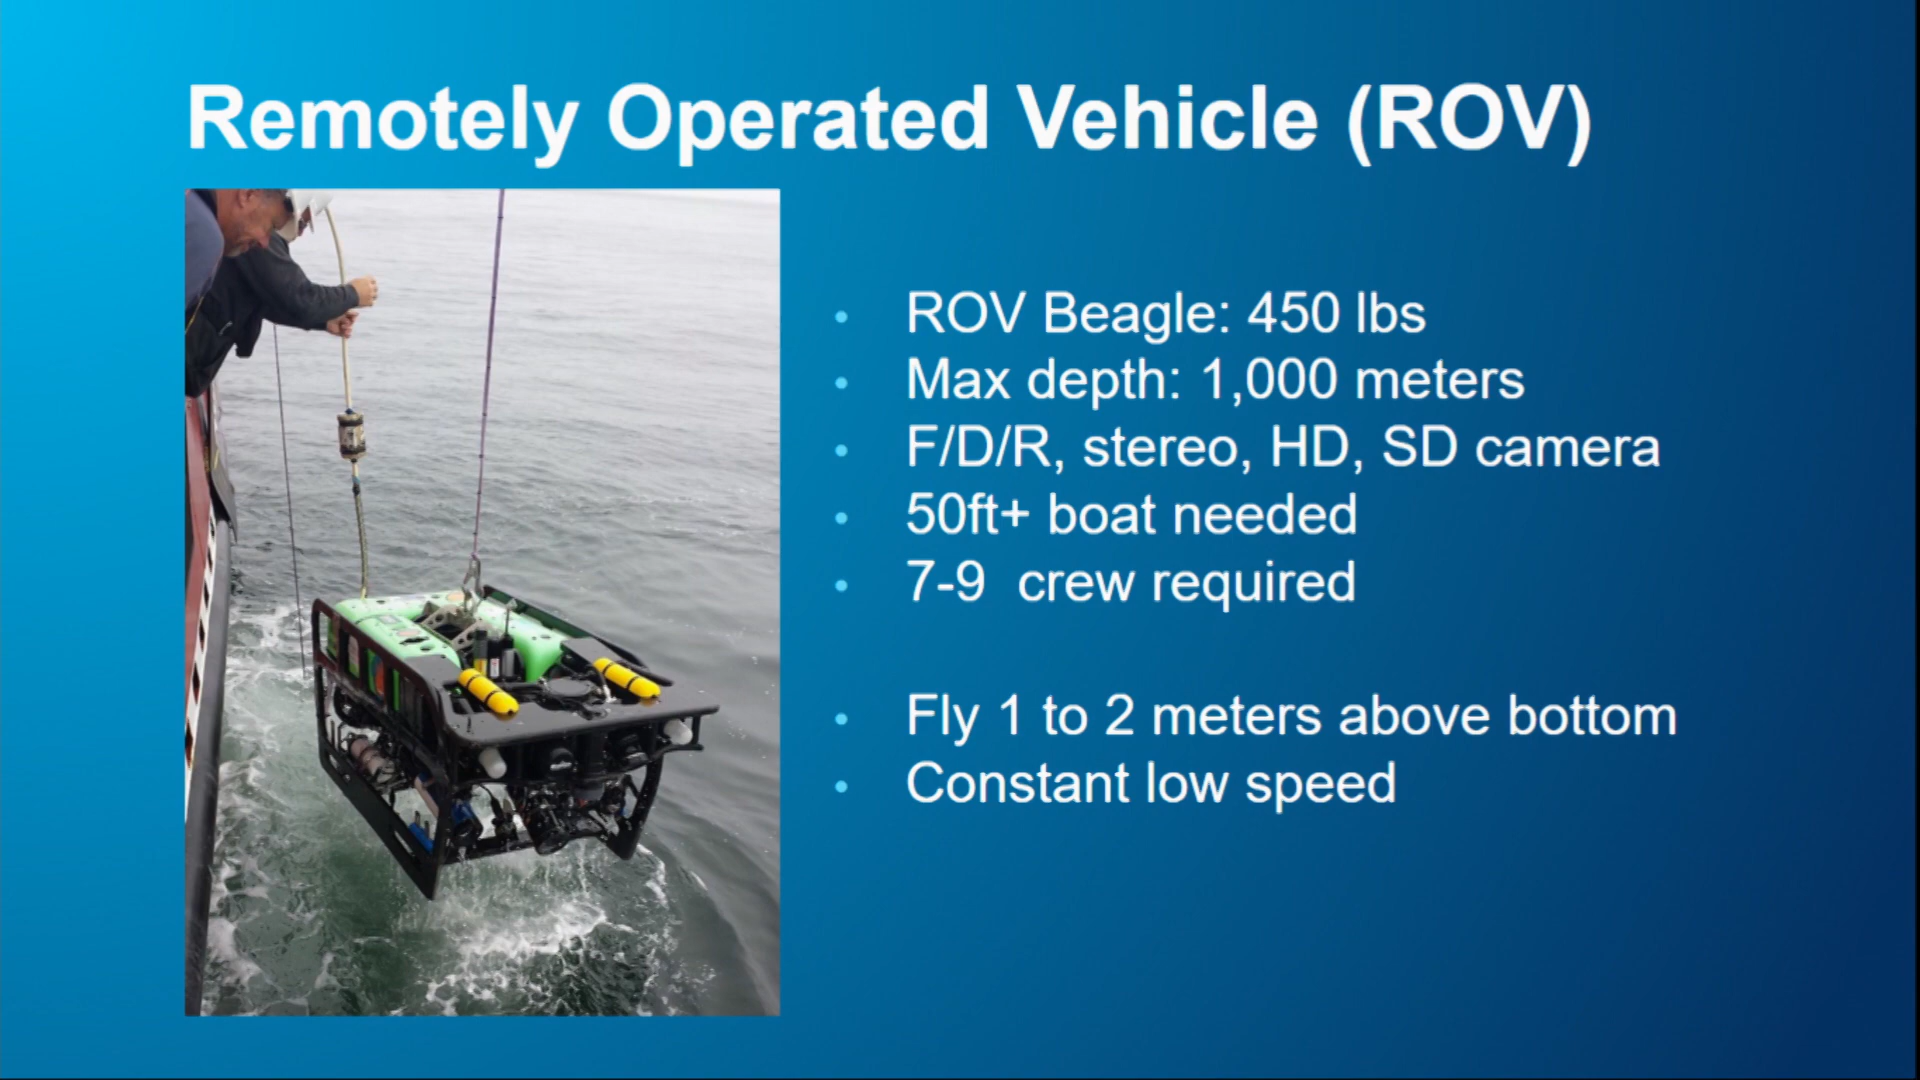 Remotely Operated Vehicle (ROV)
• ROV Beagle: 450 lbs
• Max depth: 1,000 meters
• F/D/R, stereo, HD, SD camera
• 50ft+ boat needed
• 7-9 crew required
• Fly 1 to 2 meters above bottom
• Constant low speed